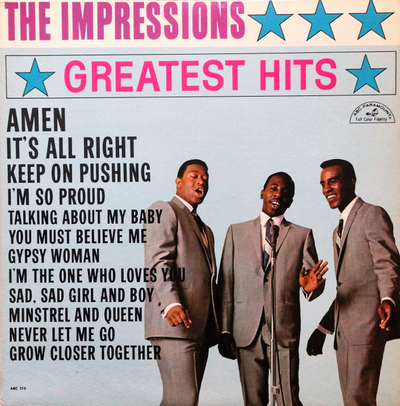 THE IMPRESSIONS
GREATEST HITS
ABC-PARAMOUNT
Full Color Fidelity
AMEN
IT'S ALL RIGHT
KEEP ON PUSHING
I'M SO PROUD
TALKING ABOUT MY BABY
YOU MUST BELIEVE ME
GYPSY WOMAN
I'M THE ONE WHO LOVES YOU
SAD, SAD GIRL AND BOY
MINSTREL AND QUEEN
NEVER LET ME GO
GROW CLOSER TOGETHER